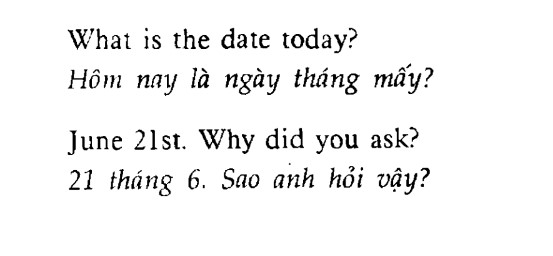 What is the date today?
Hôm nay là ngày tháng mấy?
June 21st. Why did you ask?
21 tháng 6. Sao anh hỏi vậy?